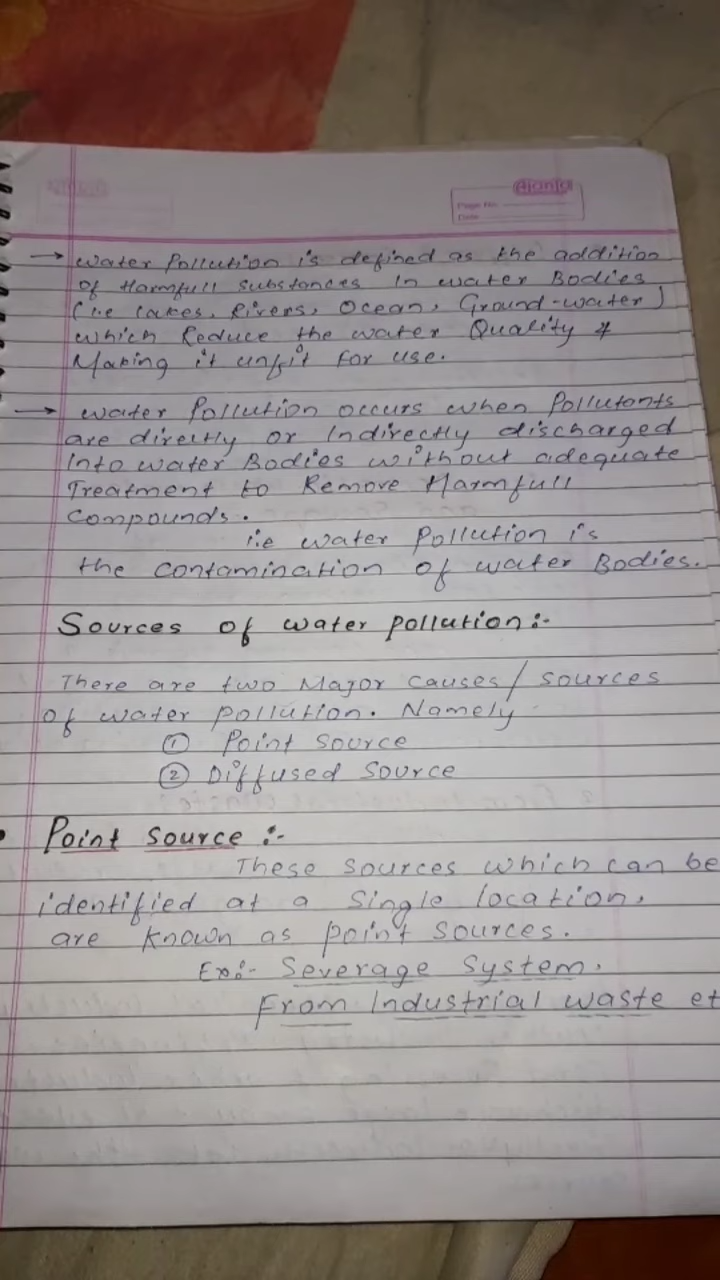 Ajanta
Page No.
Date
→ Water Pollution is defined as the addition
of Harmfull substances In water Bodies
(i.e lakes, Rivers, Ocean, Ground-water)
which Reduce the water Quality &
Making it unfit for use.
→ Water Pollution occurs when Pollutants
are directly or Indirectly discharged
Into water Bodies without adequate
Treatment to Remove Harmfull
Compounds.
i.e water Pollution is
the contamination of water Bodies.
Sources of water pollution :-
There are two Major causes / sources
of water pollution. Namely
① Point Source
② Diffused Source
• Point Source :-
These sources which can be
identified at a Single location,
are known as point sources.
Ex:- Severage System.
From Industrial waste et